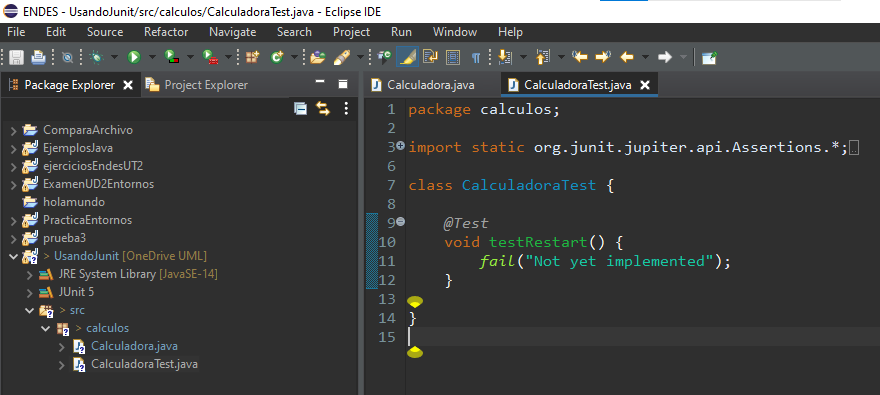 ENDES - UsandoJunit/src/calculos/CalculadoraTest.java - Eclipse IDE
File Edit Source Refactor Navigate Search Project Run Window Help
Package Explorer Project Explorer
ComparaArchivo
EjemplosJava
ejerciciosEndesUT2
ExamenUD2Entornos
holamundo
PracticaEntornos
prueba3
> UsandoJunit [OneDrive UML]
JRE System Library [JavaSE-14]
JUnit 5
> src
> calculos
Calculadora.java
CalculadoraTest.java
Calculadora.java CalculadoraTest.java
1 package calculos;
2
3 import static org.junit.jupiter.api.Assertions.*;
6
7 class CalculadoraTest {
8
9 @Test
10 void testRestart() {
11 fail("Not yet implemented");
12 }
13
14 }
15